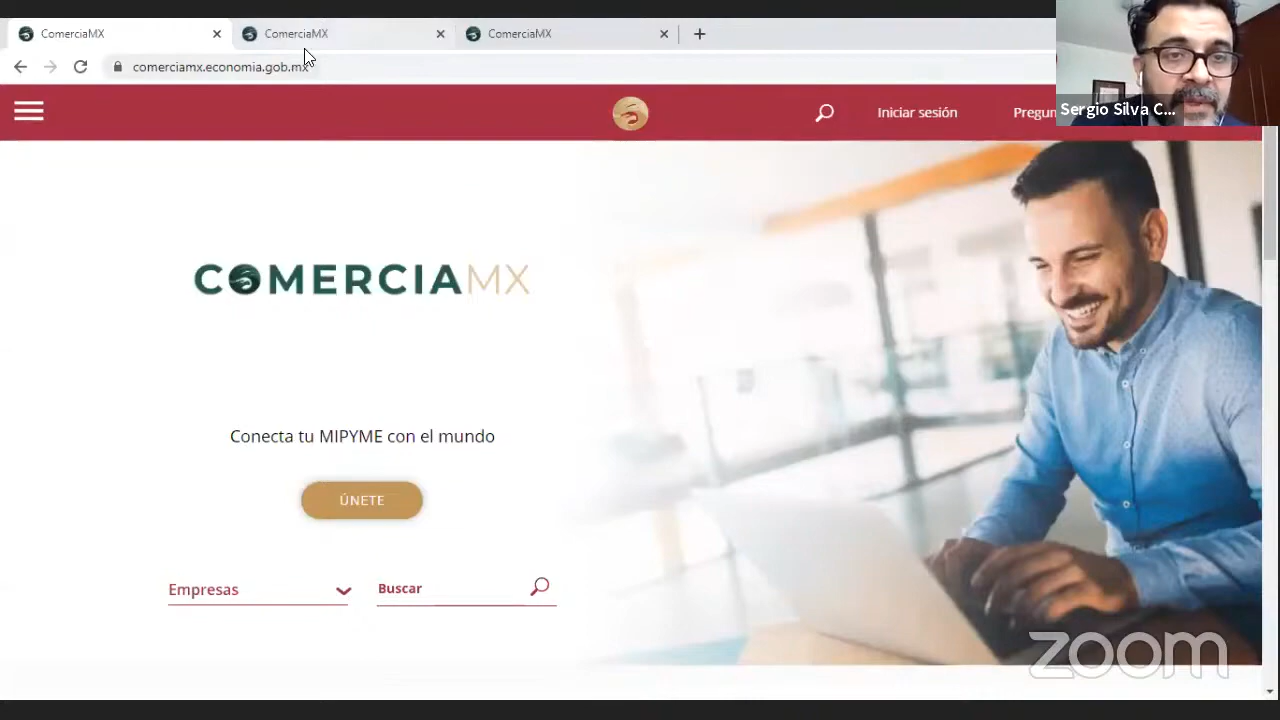 ComerciaMX
ComerciaMX
ComerciaMX
comerciamx.economia.gob.mx
Iniciar sesión
Pregun
Sergio Silva C...
COMERCIAMX
Conecta tu MIPYME con el mundo
ÚNETE
Empresas
Buscar
zoom